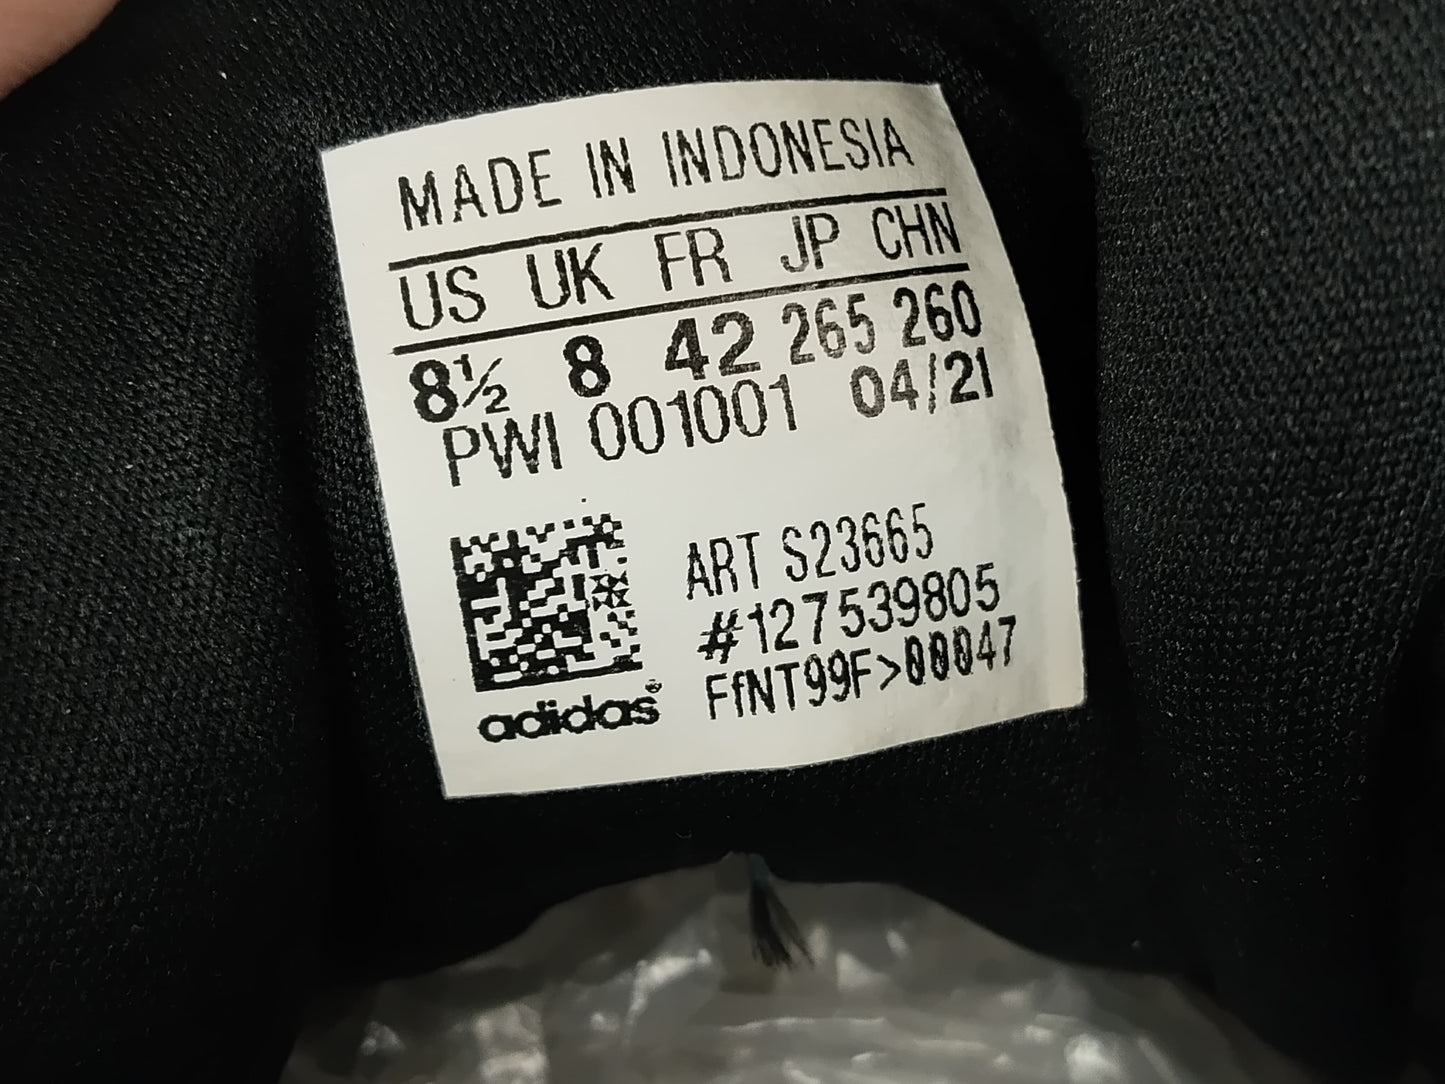 MADE IN INDONESIA
US UK FR JP CHN
8½ 8 42 265 260
PWI 001001 04/21
ART S23665
#127539805
FfNT99F>00047
adidas®